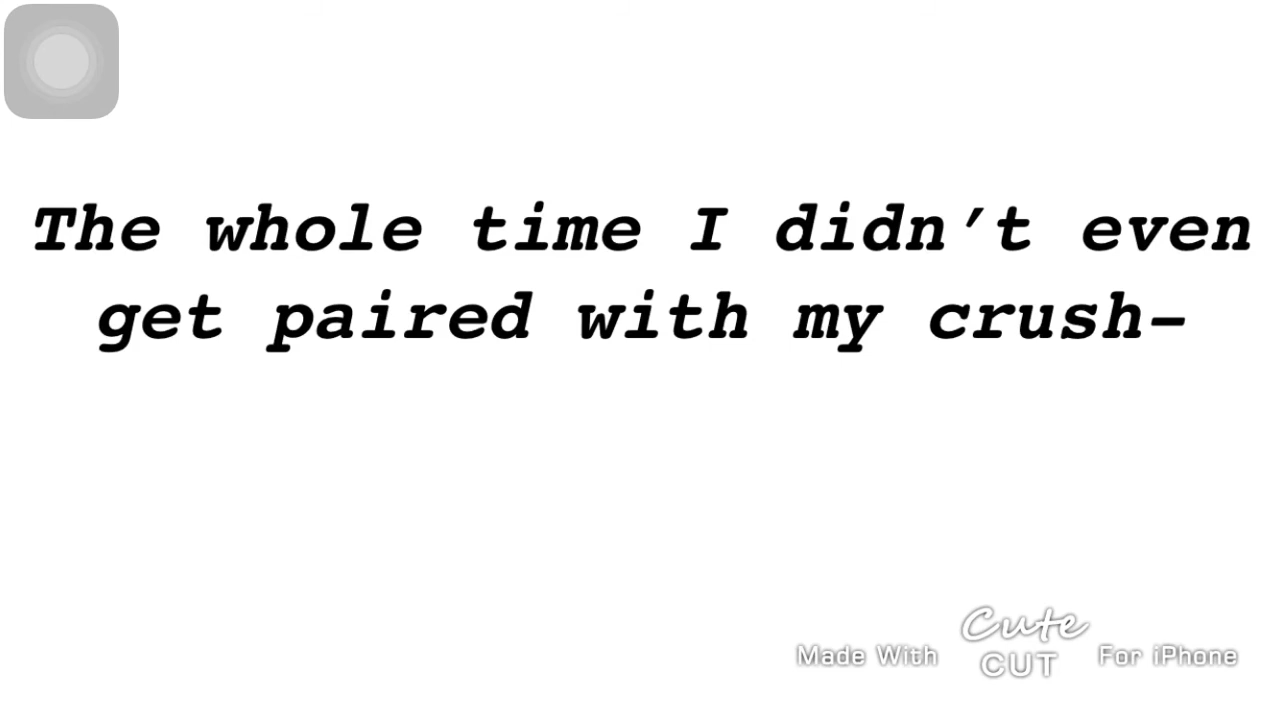 The whole time I didn’t even
get paired with my crush-
Made With Cute CUT For iPhone